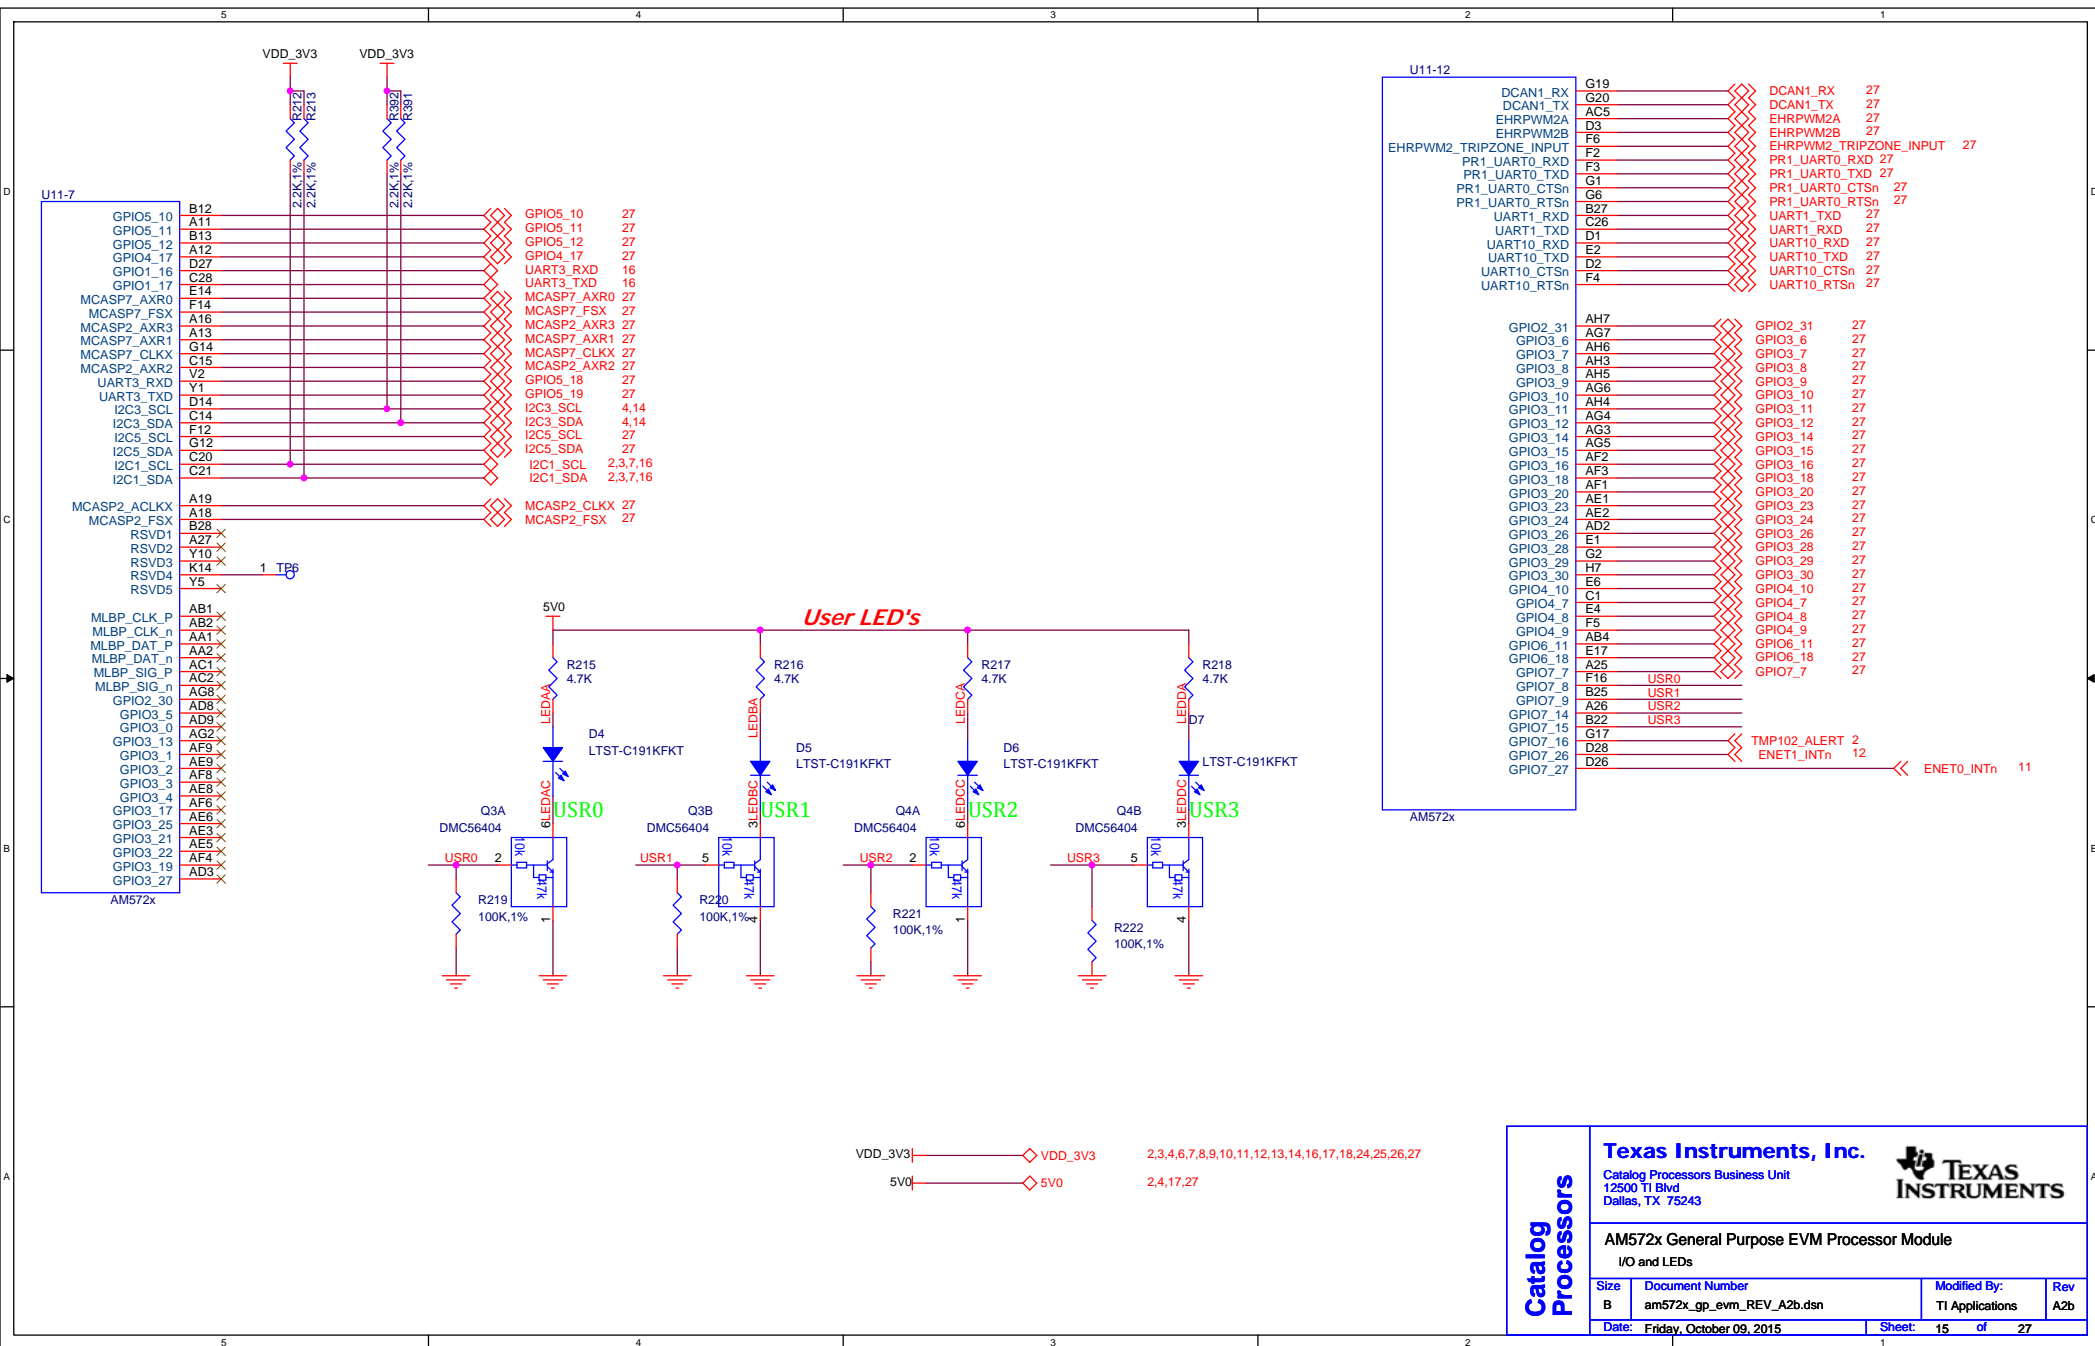 5 4 3 2 1
VDD_3V3 VDD_3V3
R212 R213 R392 R391
2.2K,1% 2.2K,1% 2.2K,1% 2.2K,1%
U11-7
GPIO5_10 B12 GPIO5_10 27
GPIO5_11 A11 GPIO5_11 27
GPIO5_12 B13 GPIO5_12 27
GPIO4_17 A12 GPIO4_17 27
GPIO1_16 D27 UART3_RXD 16
GPIO1_17 C28 UART3_TXD 16
MCASP7_AXR0 E14 MCASP7_AXR0 27
MCASP7_FSX F14 MCASP7_FSX 27
MCASP2_AXR3 A16 MCASP2_AXR3 27
MCASP7_AXR1 A13 MCASP7_AXR1 27
MCASP7_CLKX G14 MCASP7_CLKX 27
MCASP2_AXR2 C15 MCASP2_AXR2 27
UART3_RXD V2 GPIO5_18 27
UART3_TXD Y1 GPIO5_19 27
I2C3_SCL D14 I2C3_SCL 4,14
I2C3_SDA C14 I2C3_SDA 4,14
I2C5_SCL F12 I2C5_SCL 27
I2C5_SDA G12 I2C5_SDA 27
I2C1_SCL C20 I2C1_SCL 2,3,7,16
I2C1_SDA C21 I2C1_SDA 2,3,7,16
MCASP2_ACLKX A19 MCASP2_CLKX 27
MCASP2_FSX A18 MCASP2_FSX 27
RSVD1 B28
RSVD2 A27
RSVD3 Y10
RSVD4 K14 1 TP6
RSVD5 Y5
MLBP_CLK_P AB1
MLBP_CLK_n AB2
MLBP_DAT_P AA1
MLBP_DAT_n AA2
MLBP_SIG_P AC1
MLBP_SIG_n AC2
GPIO2_30 AG8
GPIO3_5 AD8
GPIO3_0 AD9
GPIO3_13 AG2
GPIO3_1 AF9
GPIO3_2 AE9
GPIO3_3 AF8
GPIO3_4 AE8
GPIO3_17 AF6
GPIO3_25 AE6
GPIO3_21 AE3
GPIO3_22 AE5
GPIO3_19 AF4
GPIO3_27 AD3
AM572x
U11-12
DCAN1_RX G19 DCAN1_RX 27
DCAN1_TX G20 DCAN1_TX 27
EHRPWM2A AC5 EHRPWM2A 27
EHRPWM2B D3 EHRPWM2B 27
EHRPWM2_TRIPZONE_INPUT F6 EHRPWM2_TRIPZONE_INPUT 27
PR1_UART0_RXD F2 PR1_UART0_RXD 27
PR1_UART0_TXD F3 PR1_UART0_TXD 27
PR1_UART0_CTSn G1 PR1_UART0_CTSn 27
PR1_UART0_RTSn G6 PR1_UART0_RTSn 27
UART1_RXD B27 UART1_TXD 27
UART1_TXD C26 UART1_RXD 27
UART10_RXD D1 UART10_RXD 27
UART10_TXD E2 UART10_TXD 27
UART10_CTSn D2 UART10_CTSn 27
UART10_RTSn F4 UART10_RTSn 27
GPIO2_31 AH7 GPIO2_31 27
GPIO3_6 AG7 GPIO3_6 27
GPIO3_7 AH6 GPIO3_7 27
GPIO3_8 AH3 GPIO3_8 27
GPIO3_9 AH5 GPIO3_9 27
GPIO3_10 AG6 GPIO3_10 27
GPIO3_11 AH4 GPIO3_11 27
GPIO3_12 AG4 GPIO3_12 27
GPIO3_14 AG3 GPIO3_14 27
GPIO3_15 AG5 GPIO3_15 27
GPIO3_16 AF2 GPIO3_16 27
GPIO3_18 AF3 GPIO3_18 27
GPIO3_20 AF1 GPIO3_20 27
GPIO3_23 AE1 GPIO3_23 27
GPIO3_24 AE2 GPIO3_24 27
GPIO3_26 AD2 GPIO3_26 27
GPIO3_28 E1 GPIO3_28 27
GPIO3_29 G2 GPIO3_29 27
GPIO3_30 H7 GPIO3_30 27
GPIO4_10 E6 GPIO4_10 27
GPIO4_7 C1 GPIO4_7 27
GPIO4_8 E4 GPIO4_8 27
GPIO4_9 F5 GPIO4_9 27
GPIO6_11 AB4 GPIO6_11 27
GPIO6_18 E17 GPIO6_18 27
GPIO7_7 A25 GPIO7_7 27
GPIO7_8 F16 USR0
GPIO7_9 B25 USR1
GPIO7_14 A26 USR2
GPIO7_15 B22 USR3
GPIO7_16 G17 TMP102_ALERT 2
GPIO7_26 D28 ENET1_INTn 12
GPIO7_27 D26 ENET0_INTn 11
AM572x
5V0
User LED's
R215 4.7K R216 4.7K R217 4.7K R218 4.7K
LEDAA LEDBA LEDCA LEDDA
D4 LTST-C191KFKT
D5 LTST-C191KFKT
D6 LTST-C191KFKT
D7 LTST-C191KFKT
LEDAC LEDBC LEDCC LEDDC
USR0 USR1 USR2 USR3
Q3A DMC56404 6 10k 47k USR0 2 1
Q3B DMC56404 3 10k 47k USR1 5 4
Q4A DMC56404 6 10k 47k USR2 2 1
Q4B DMC56404 3 10k 47k USR3 5 4
R219 100K,1%
R220 100K,1%
R221 100K,1%
R222 100K,1%
VDD_3V3 VDD_3V3 2,3,4,6,7,8,9,10,11,12,13,14,16,17,18,24,25,26,27
5V0 5V0 2,4,17,27
D D
C C
B B
A A
Catalog Processors
Texas Instruments, Inc.
Catalog Processors Business Unit
12500 TI Blvd
Dallas, TX 75243
TEXAS INSTRUMENTS
AM572x General Purpose EVM Processor Module
I/O and LEDs
Size Document Number Modified By: Rev
B am572x_gp_evm_REV_A2b.dsn TI Applications A2b
Date: Friday, October 09, 2015 Sheet: 15 of 27
5 4 3 2 1